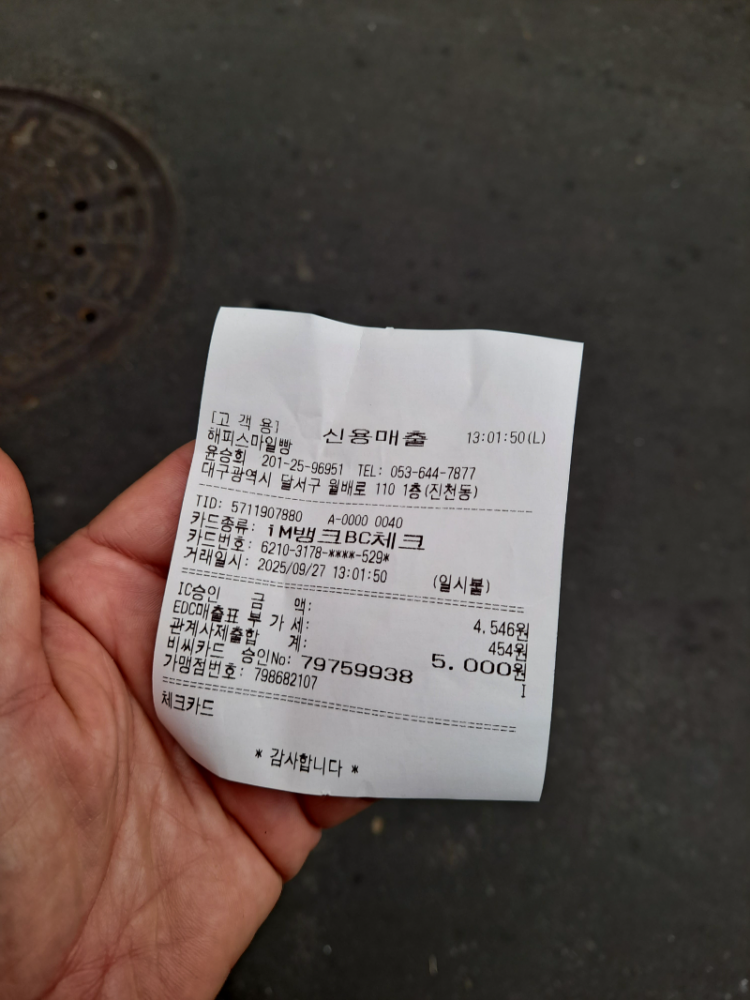 [고 객 용]
신용매출 13:01:50(L)
해피스마일빵
윤승희 201-25-96951 TEL: 053-644-7877
대구광역시 달서구 월배로 110 1층(진천동)
TID: 5711907880 A-0000 0040
카드종류: iM뱅크BC체크
카드번호: 6210-3178-****-529*
거래일시: 2025/09/27 13:01:50 (일시불)
IC승인 금 액: 4,546원
EDC매출표 부 가 세: 454원
관계사제출합 계: 5,000원
비씨카드 승인No: 79759938 I
가맹점번호: 798682107
체크카드
* 감사합니다 *